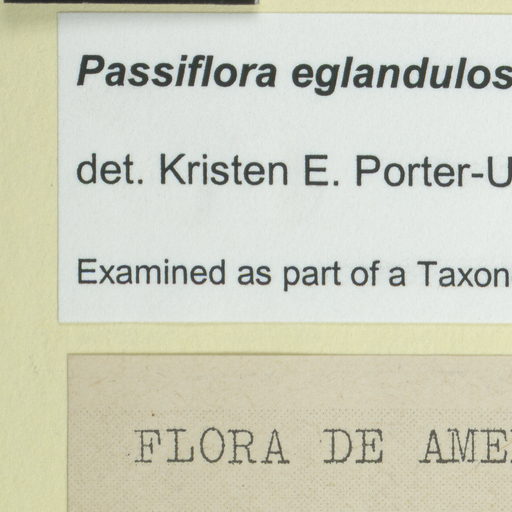 Passiflora eglandulos
det. Kristen E. Porter-U
Examined as part of a Taxon
FLORA DE AME